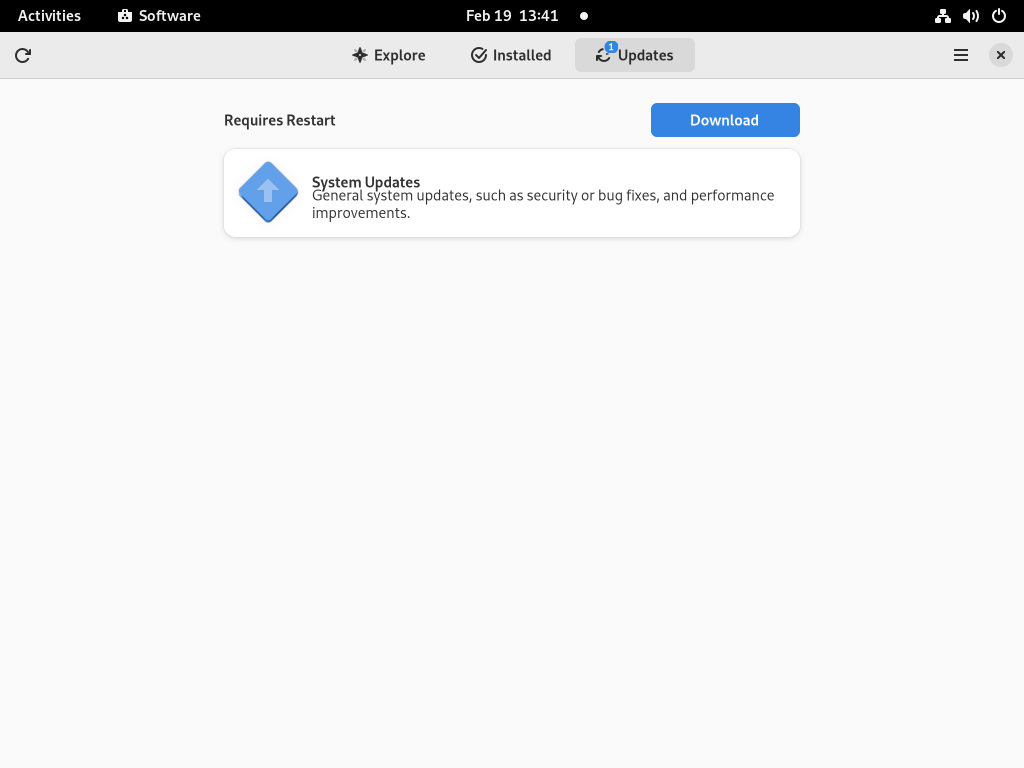 Activities
Software
Feb 19 13:41
Explore
Installed
1
Updates
Requires Restart
Download
System Updates
General system updates, such as security or bug fixes, and performance
improvements.